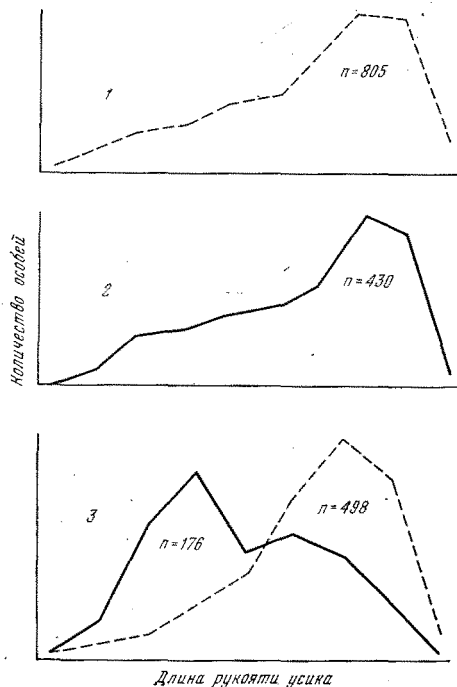 1
n=805
2
n=430
Количество особей
3
n=176
n=498
Длина рукояти усика